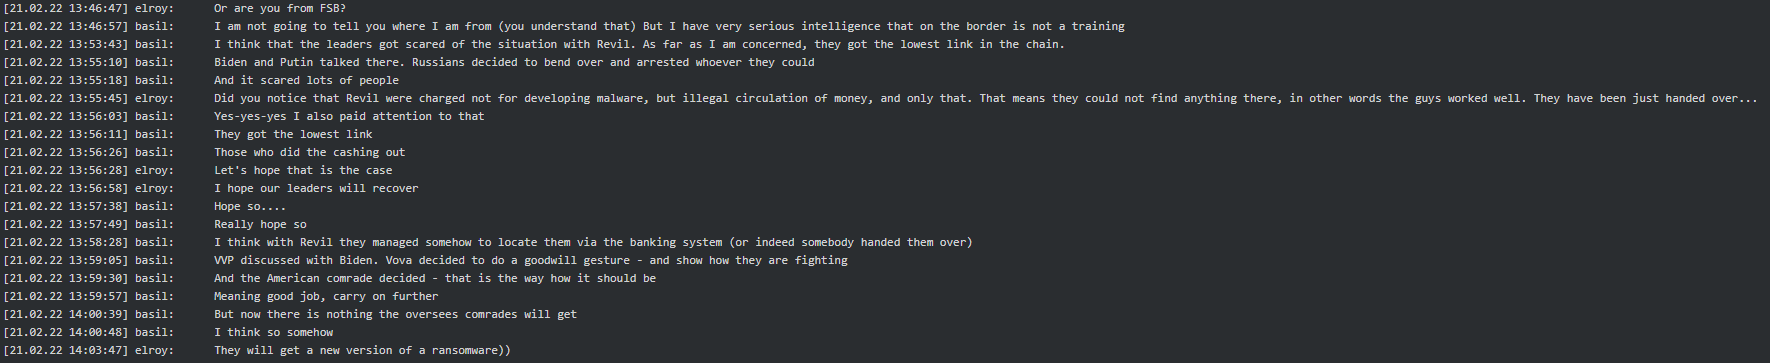 [21.02.22 13:46:47] elroy: Or are you from FSB?
[21.02.22 13:46:57] basil: I am not going to tell you where I am from (you understand that) But I have very serious intelligence that on the border is not a training
[21.02.22 13:53:43] basil: I think that the leaders got scared of the situation with Revil. As far as I am concerned, they got the lowest link in the chain.
[21.02.22 13:55:10] basil: Biden and Putin talked there. Russians decided to bend over and arrested whoever they could
[21.02.22 13:55:18] basil: And it scared lots of people
[21.02.22 13:55:45] elroy: Did you notice that Revil were charged not for developing malware, but illegal circulation of money, and only that. That means they could not find anything there, in other words the guys worked well. They have been just handed over...
[21.02.22 13:56:03] basil: Yes-yes-yes I also paid attention to that
[21.02.22 13:56:11] basil: They got the lowest link
[21.02.22 13:56:26] basil: Those who did the cashing out
[21.02.22 13:56:28] elroy: Let's hope that is the case
[21.02.22 13:56:58] elroy: I hope our leaders will recover
[21.02.22 13:57:38] basil: Hope so....
[21.02.22 13:57:49] basil: Really hope so
[21.02.22 13:58:28] basil: I think with Revil they managed somehow to locate them via the banking system (or indeed somebody handed them over)
[21.02.22 13:59:05] basil: VVP discussed with Biden. Vova decided to do a goodwill gesture - and show how they are fighting
[21.02.22 13:59:30] basil: And the American comrade decided - that is the way how it should be
[21.02.22 13:59:57] basil: Meaning good job, carry on further
[21.02.22 14:00:39] basil: But now there is nothing the oversees comrades will get
[21.02.22 14:00:48] basil: I think so somehow
[21.02.22 14:03:47] elroy: They will get a new version of a ransomware))